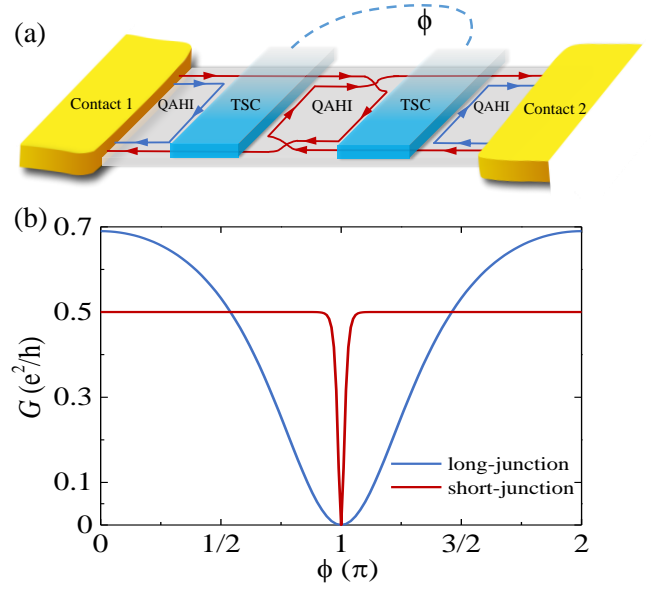 (a)
ϕ
Contact 1
QAHI
TSC
QAHI
TSC
QAHI
Contact 2
(b)
0.7
0.5
0.3
0.1
0
G (e²/h)
long-junction
short-junction
0
1/2
1
3/2
2
ϕ (π)